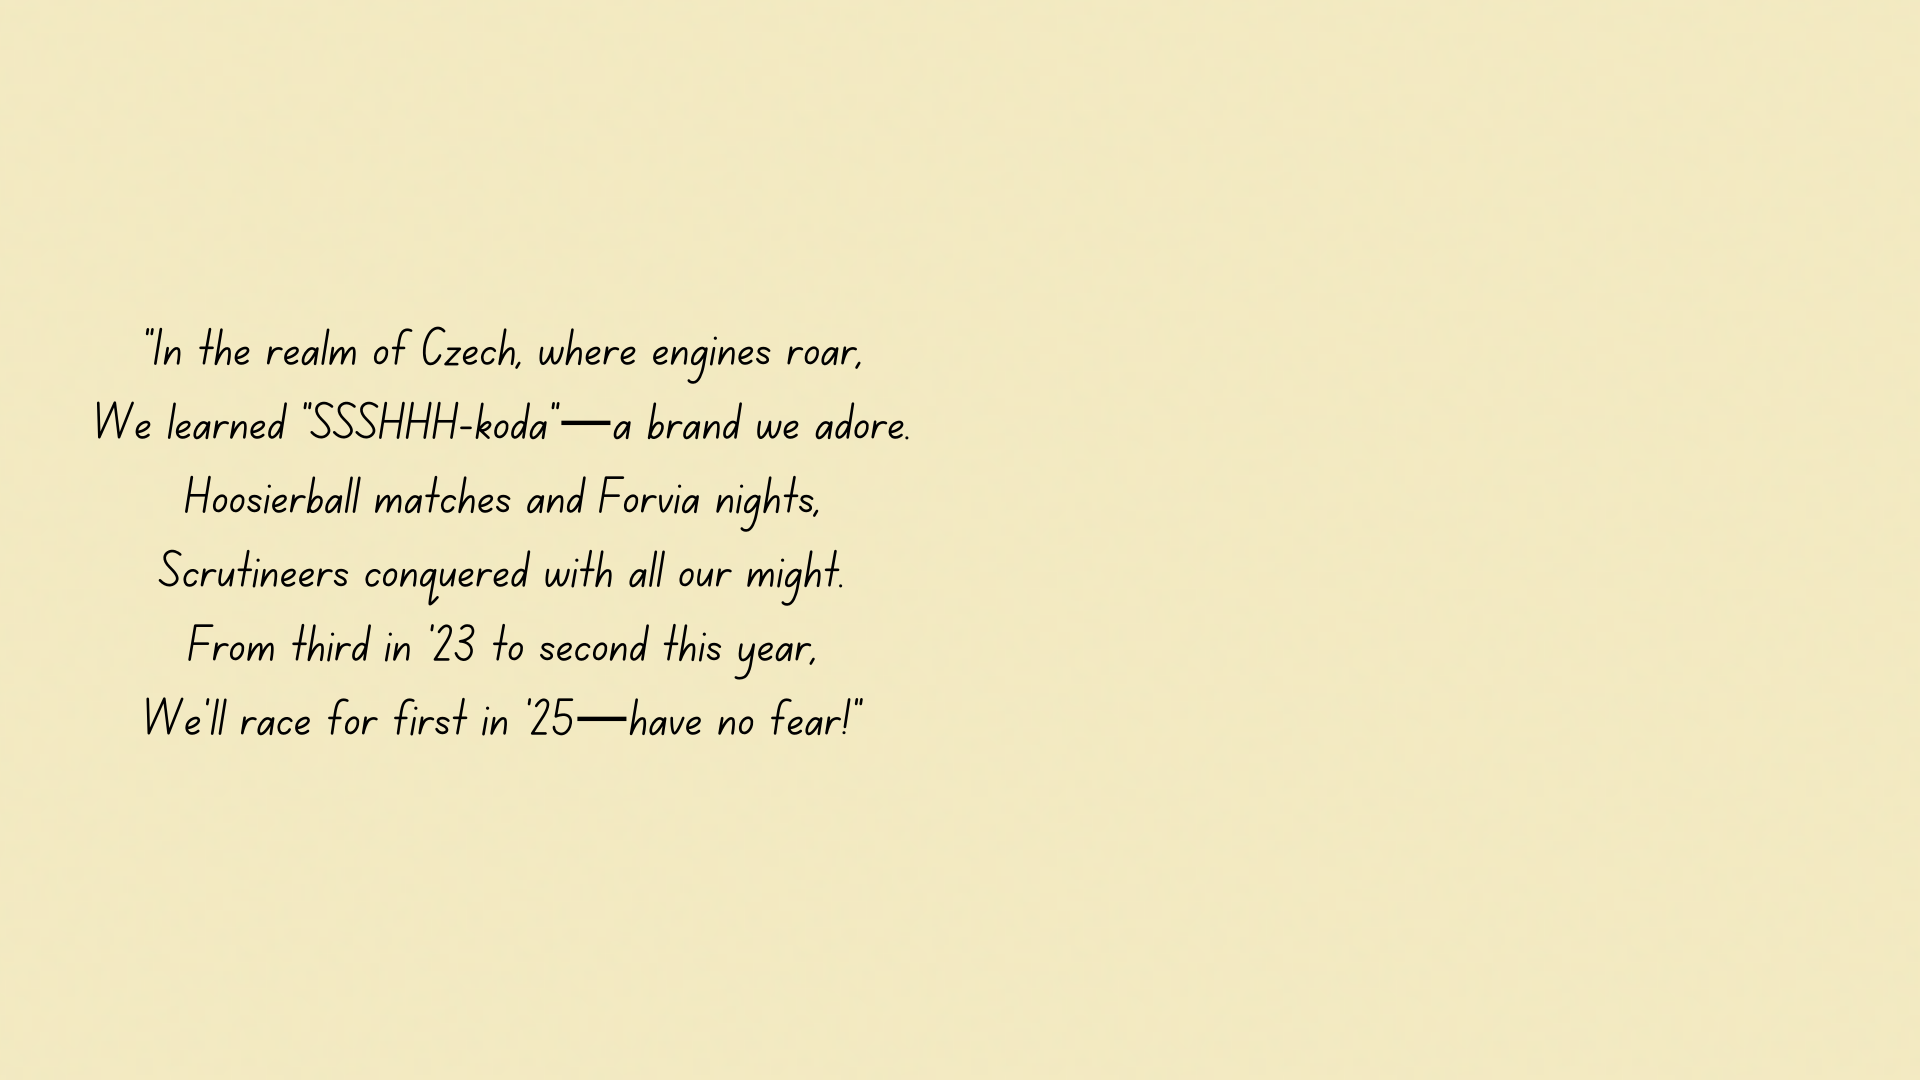 "In the realm of Czech, where engines roar,
We learned "SSSHHH-koda"—a brand we adore.
Hoosierball matches and Forvia nights,
Scrutineers conquered with all our might.
From third in '23 to second this year,
We'll race for first in '25—have no fear!"